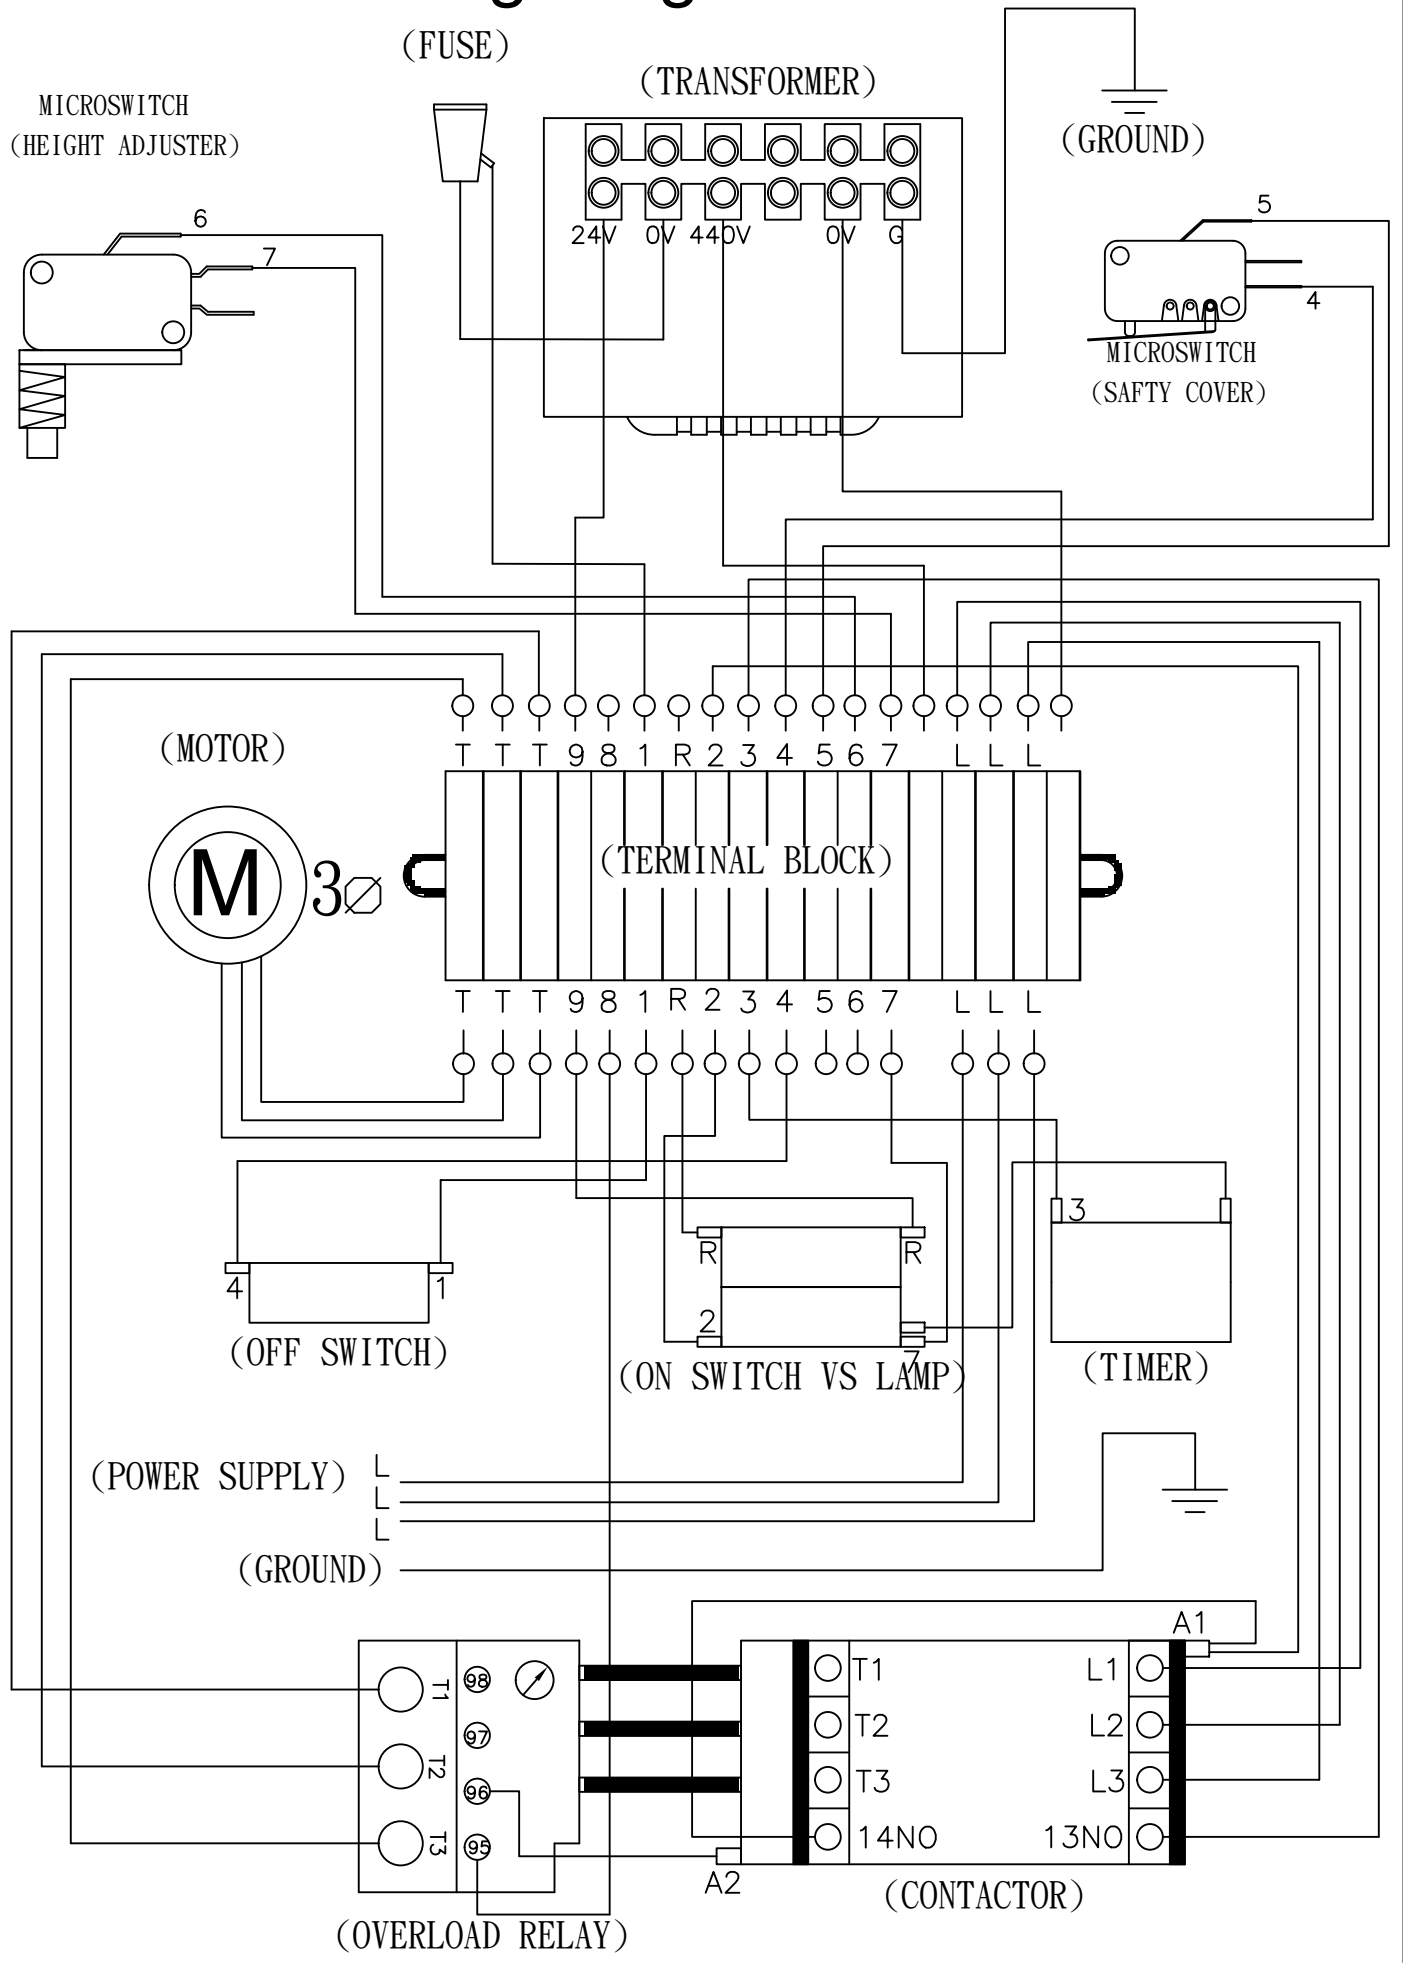 (FUSE)
(TRANSFORMER)
MICROSWITCH
(HEIGHT ADJUSTER)
(GROUND)
6
7
24V 0V 440V 0V G
5
4
MICROSWITCH
(SAFTY COVER)
(MOTOR)
T T T 9 8 1 R 2 3 4 5 6 7 L L L
M 3∅
(TERMINAL BLOCK)
T T T 9 8 1 R 2 3 4 5 6 7 L L L
3
R R
4 1
2
7
(OFF SWITCH)
(ON SWITCH VS LAMP)
(TIMER)
(POWER SUPPLY) L
L
L
(GROUND)
A1
T1 98 T1 L1
97 T2 L2
T2 96 T3 L3
T3 95 14NO 13NO
A2
(CONTACTOR)
(OVERLOAD RELAY)